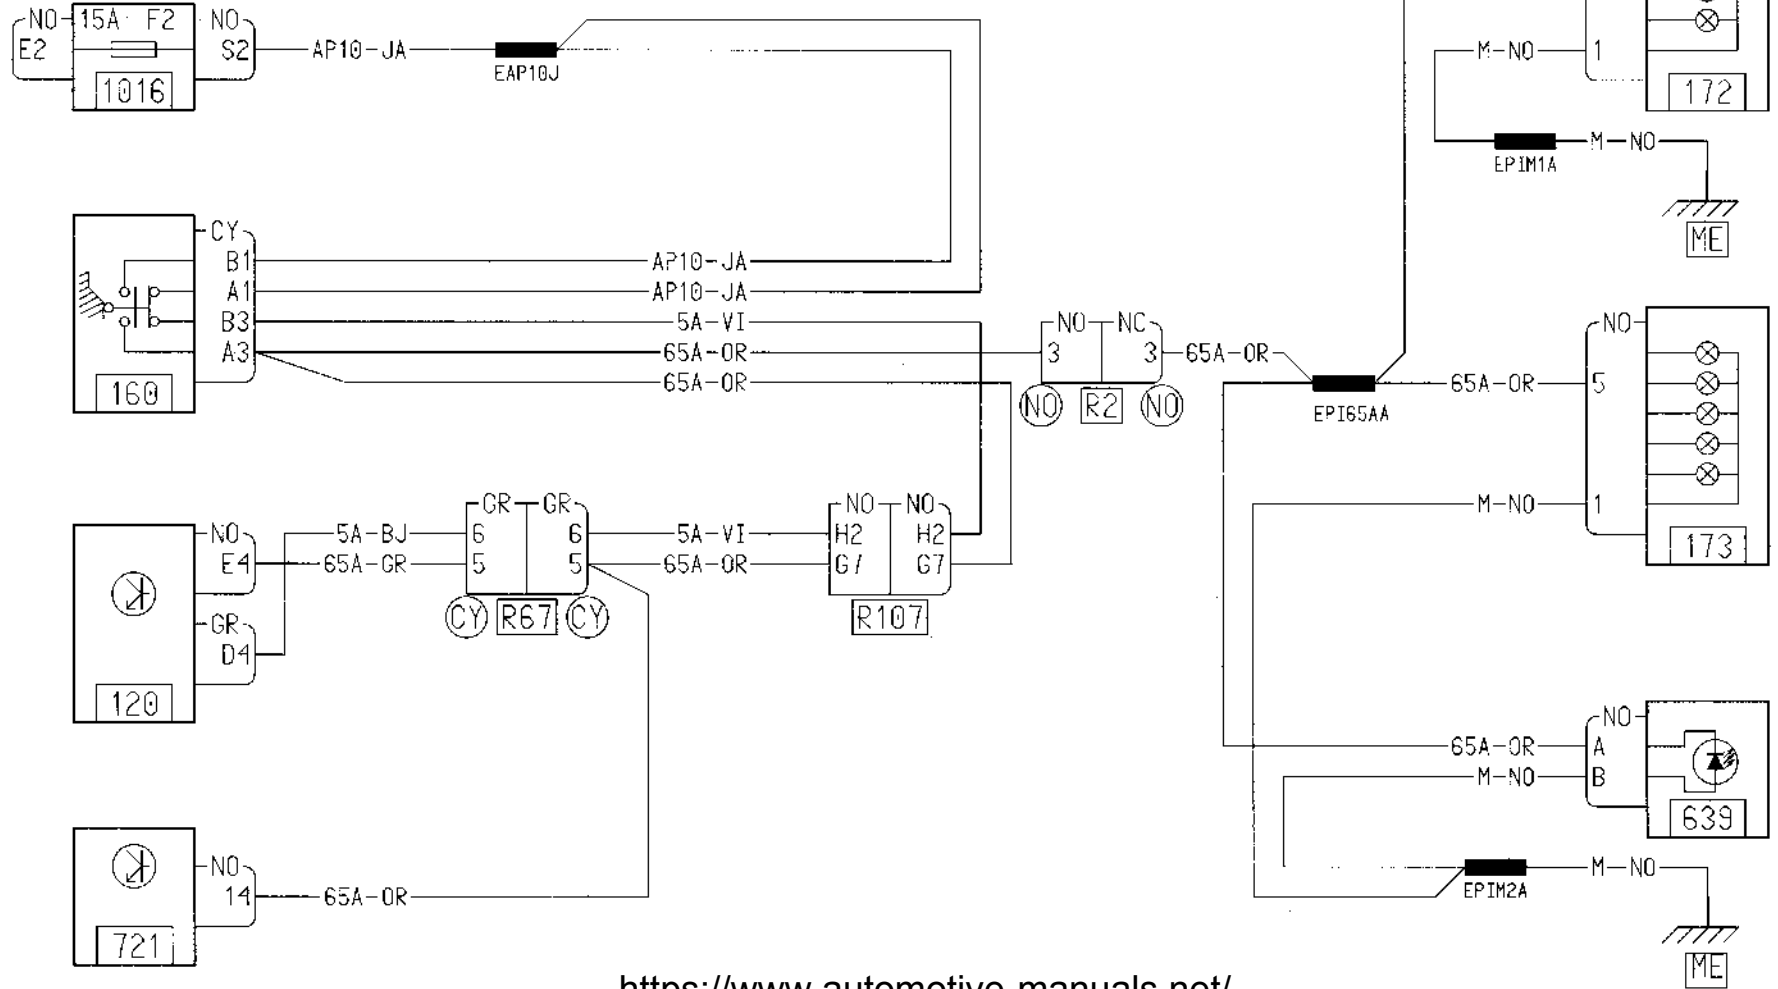 NO 15A F2 NO
E2 S2 AP10-JA
1016 EAP10J
M-NO 1
172
EPIM1A M-NO
ME
160
CY
B1 AP10-JA
A1 AP10-JA
B3 5A-VI
A3 65A-OR
65A-OR
NO NC
3 3 65A-OR
NO R2 NO
EPI65AA
65A-OR 5
NO
M-NO 1
173
120
NO
E4
GR
D4
5A-BJ
65A-GR
GR GR
6 6
5 5
CY R67 CY
5A-VI
65A-OR
NO NO
H2 H2
G7 G7
R107
721
NO
14 65A-OR
NO
65A-OR A
M-NO B
639
EPIM2A M-NO
ME
https://www.automotive-manuals.net/